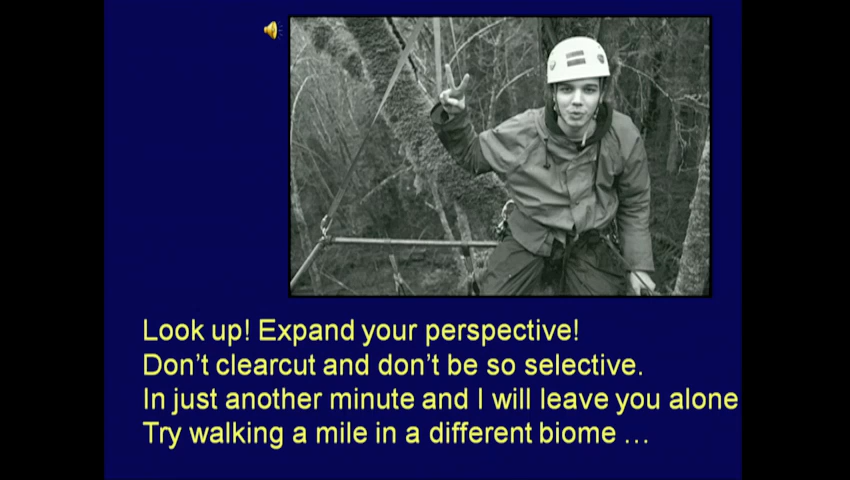 Look up! Expand your perspective!
Don't clearcut and don't be so selective.
In just another minute and I will leave you alone
Try walking a mile in a different biome …